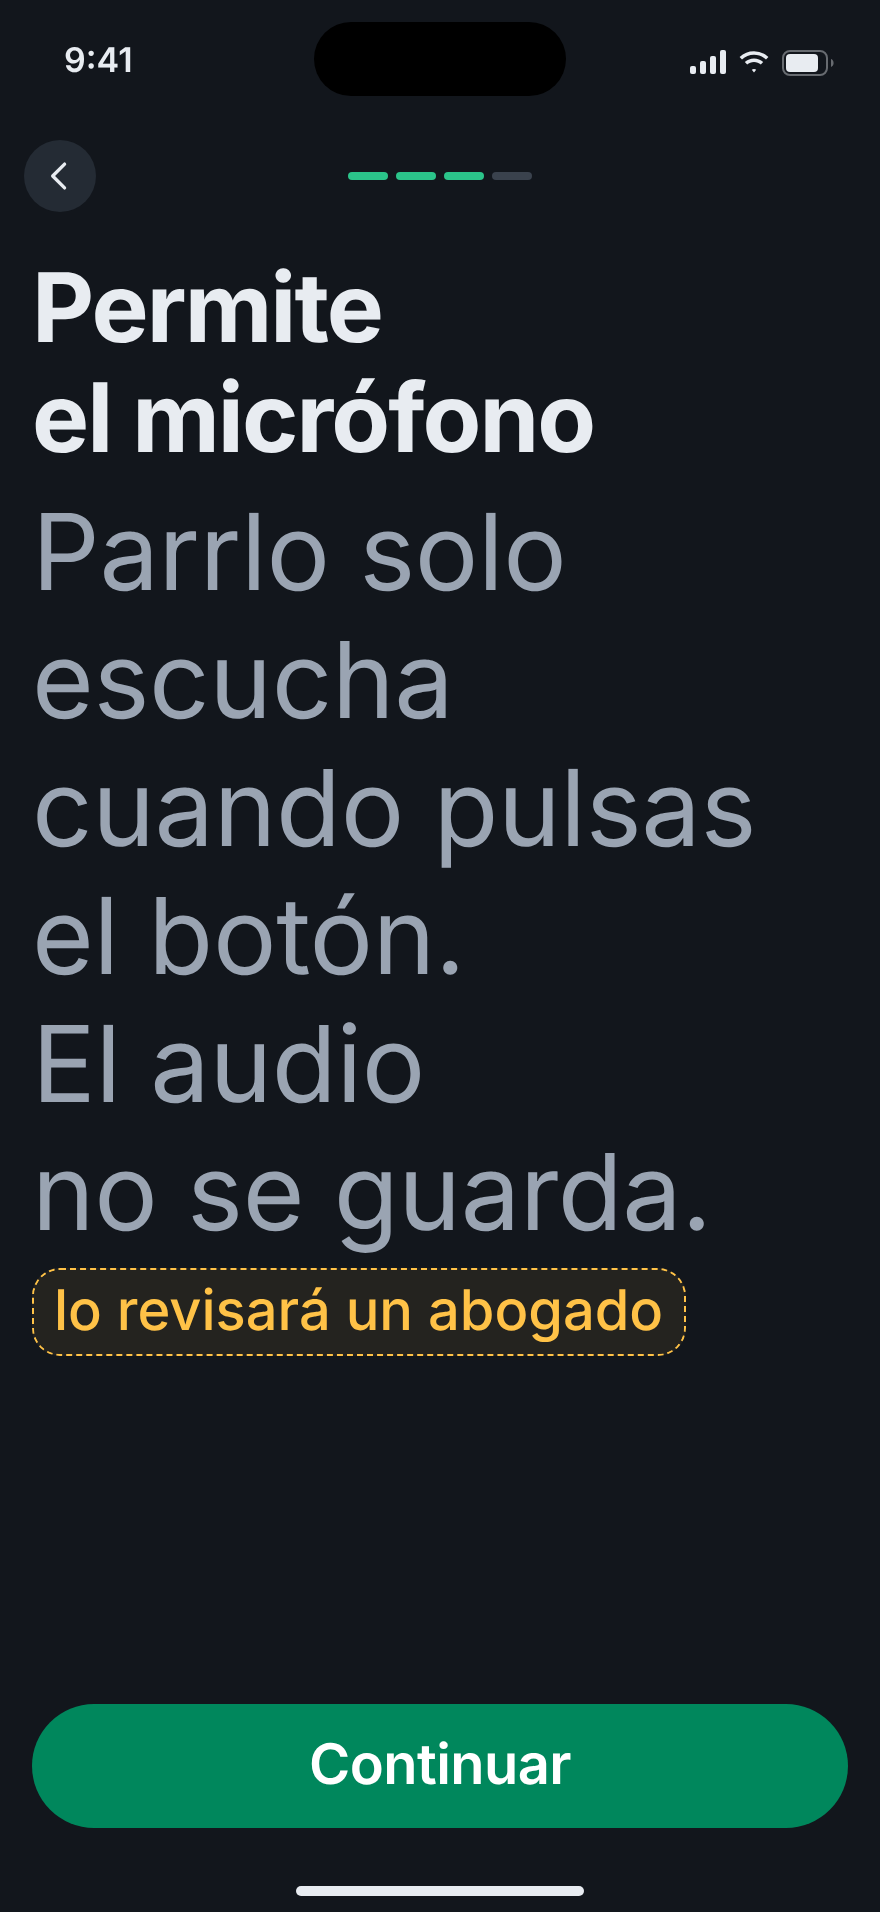 9:41
Permite
el micrófono
Parrlo solo
escucha
cuando pulsas
el botón.
El audio
no se guarda.
lo revisará un abogado
Continuar